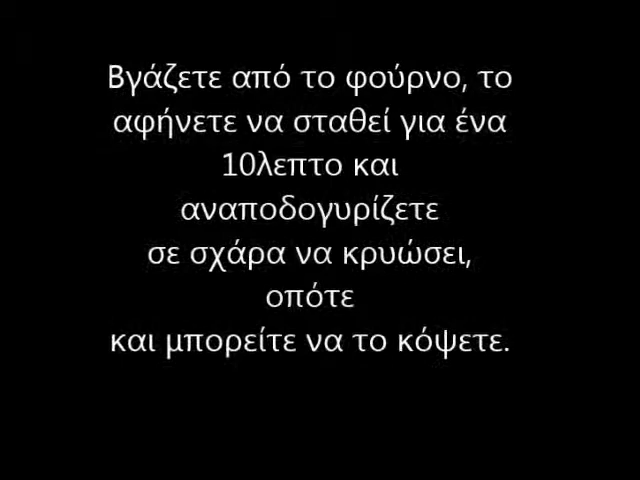 Βγάζετε από το φούρνο, το
αφήνετε να σταθεί για ένα
10λεπτο και
αναποδογυρίζετε
σε σχάρα να κρυώσει,
οπότε
και μπορείτε να το κόψετε.